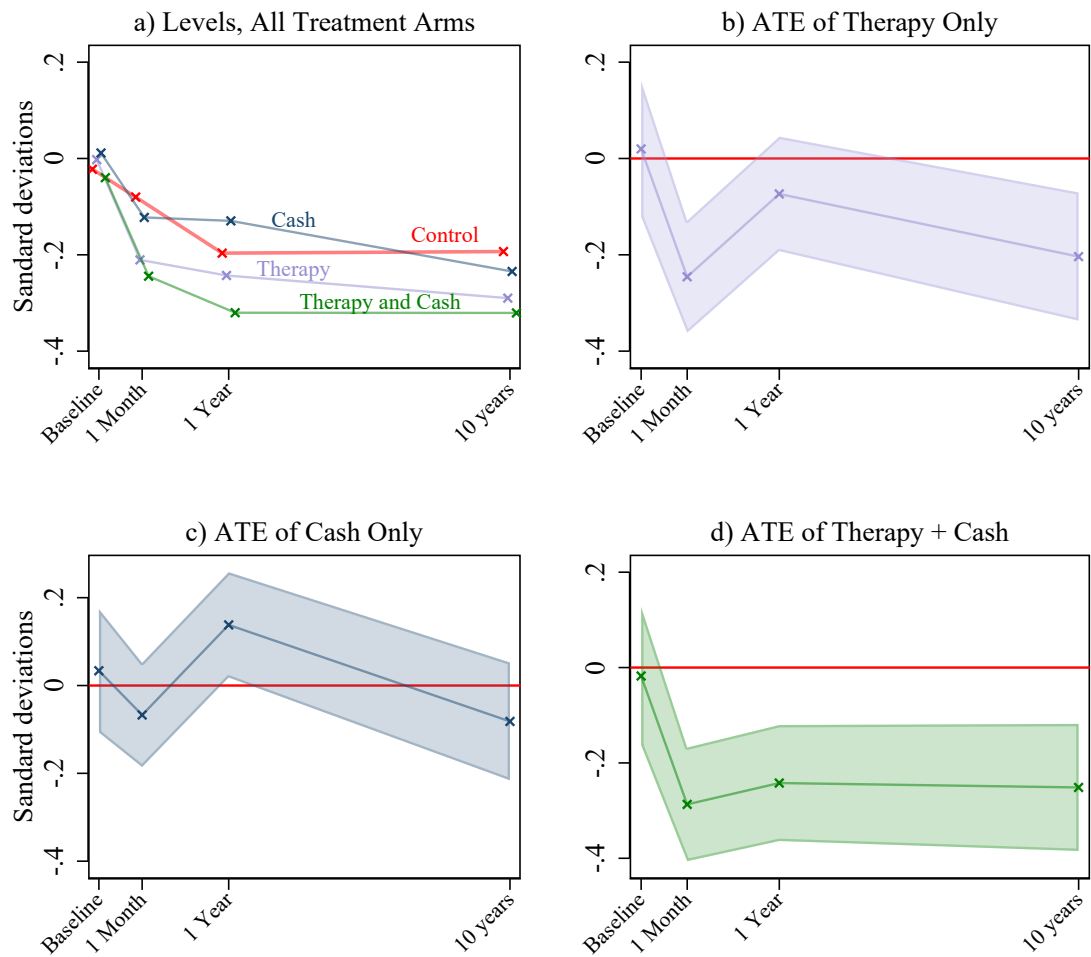 a) Levels, All Treatment Arms
Sandard deviations
.2
0
-.2
-.4
Cash
Control
Therapy
Therapy and Cash
Baseline
1 Month
1 Year
10 years
b) ATE of Therapy Only
.2
0
-.2
-.4
Baseline
1 Month
1 Year
10 years
c) ATE of Cash Only
Sandard deviations
.2
0
-.2
-.4
Baseline
1 Month
1 Year
10 years
d) ATE of Therapy + Cash
.2
0
-.2
-.4
Baseline
1 Month
1 Year
10 years